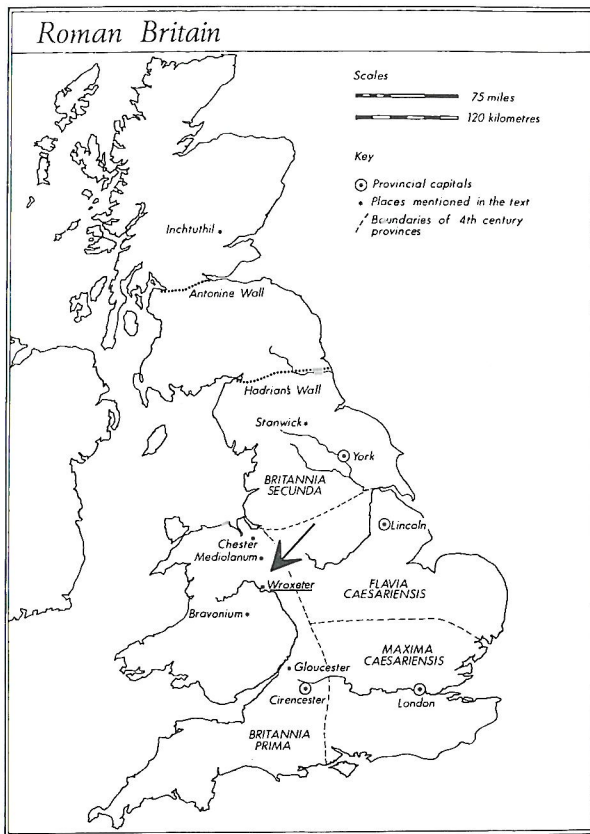 Roman Britain
Scales
75 miles
120 kilometres
Key
Provincial capitals
Places mentioned in the text
Boundaries of 4th century
provinces
Inchtuthil
Antonine Wall
Hadrian's Wall
Stanwick
York
BRITANNIA
SECUNDA
Lincoln
Chester
Mediolanum
Wroxeter
FLAVIA
CAESARIENSIS
Bravonium
MAXIMA
CAESARIENSIS
Gloucester
Cirencester
London
BRITANNIA
PRIMA